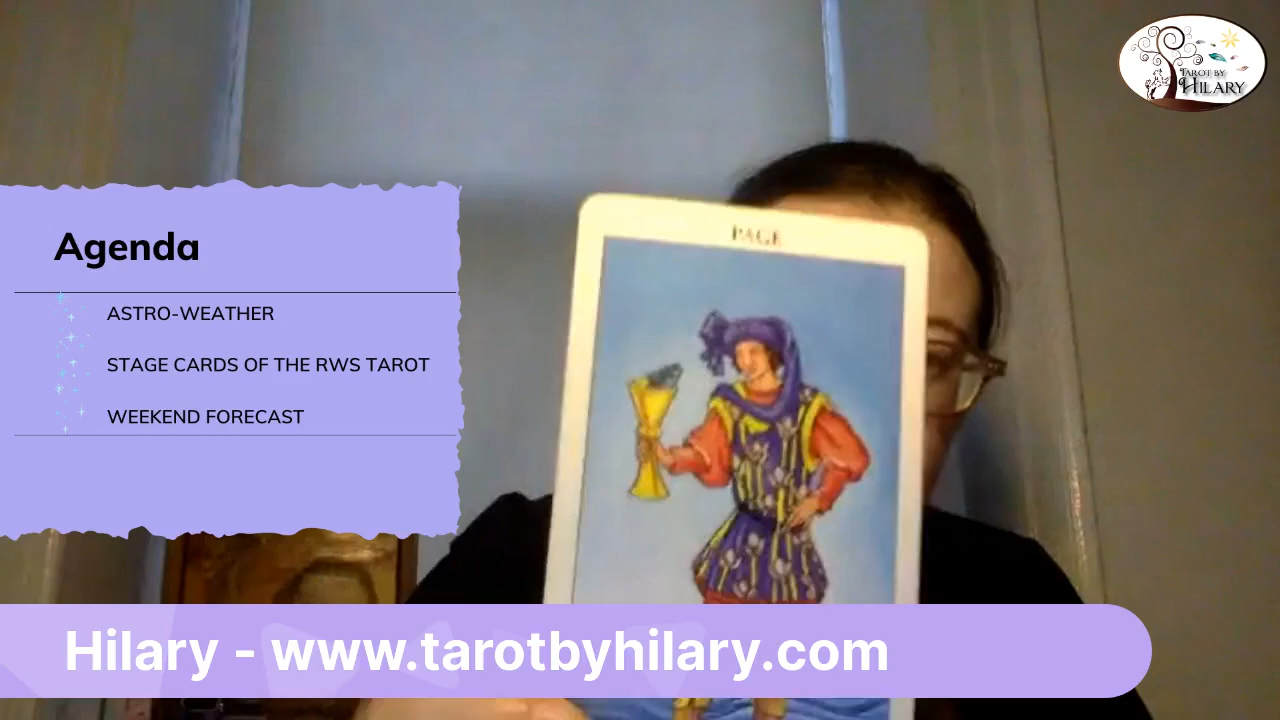 TAROT BY
HILARY
PAGE
Agenda
ASTRO-WEATHER
STAGE CARDS OF THE RWS TAROT
WEEKEND FORECAST
Hilary - www.tarotbyhilary.com